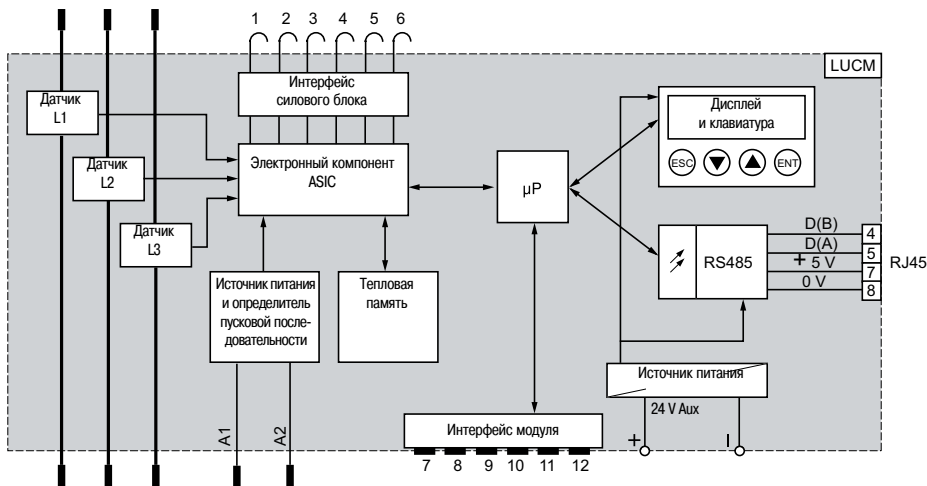 1 2 3 4 5 6
LUCM
Интерфейс
силового блока
Датчик
L1
Дисплей
и клавиатура
Электронный компонент
ASIC
Датчик
L2
µP
ESC
ENT
Датчик
L3
RS485
D(B)
4
D(A)
5
+ 5 V
7
0 V
8
RJ45
Источник питания
и определитель
пусковой после-
довательности
Тепловая
память
Источник питания
24 V Aux
A1
A2
Интерфейс модуля
+
–
7 8 9 10 11 12